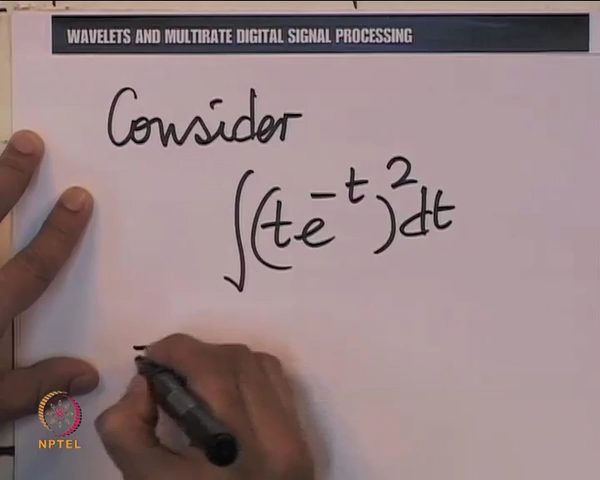 WAVELETS AND MULTIRATE DIGITAL SIGNAL PROCESSING
Consider
∫(te^{-t})^2 dt
NPTEL